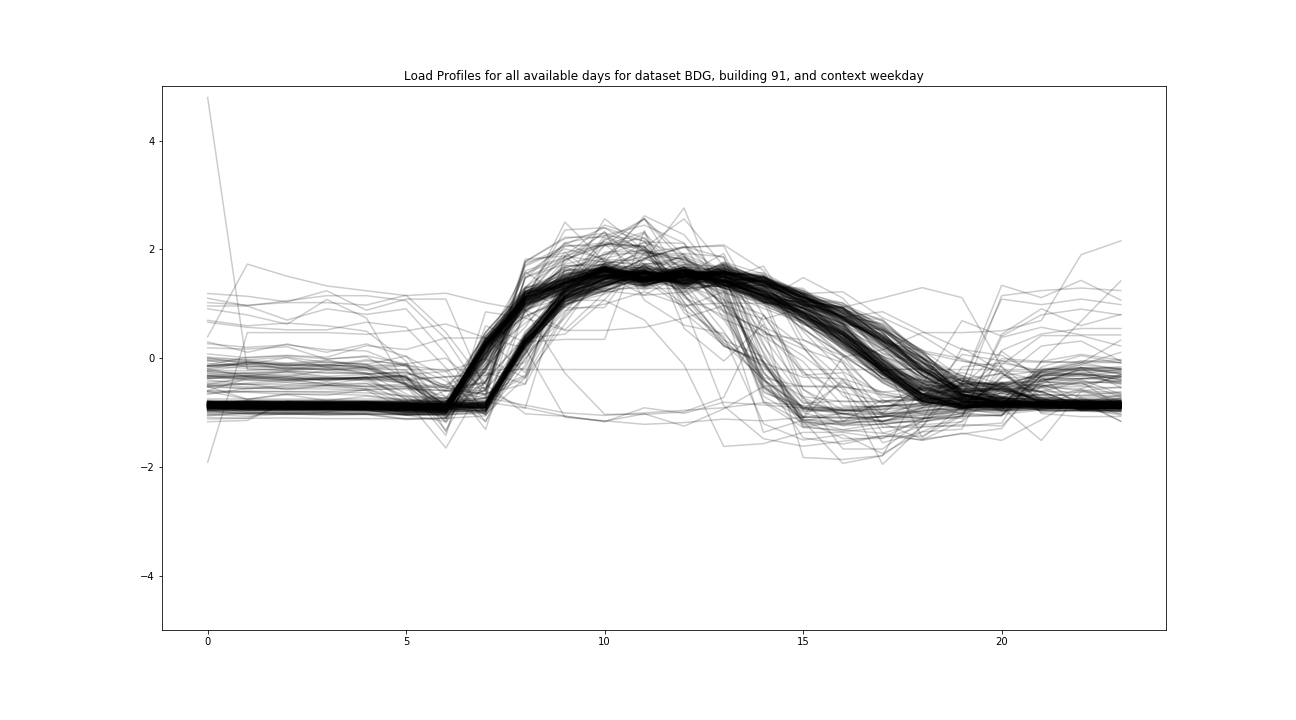 Load Profiles for all available days for dataset BDG, building 91, and context weekday
4
2
0
−2
−4
0 5 10 15 20